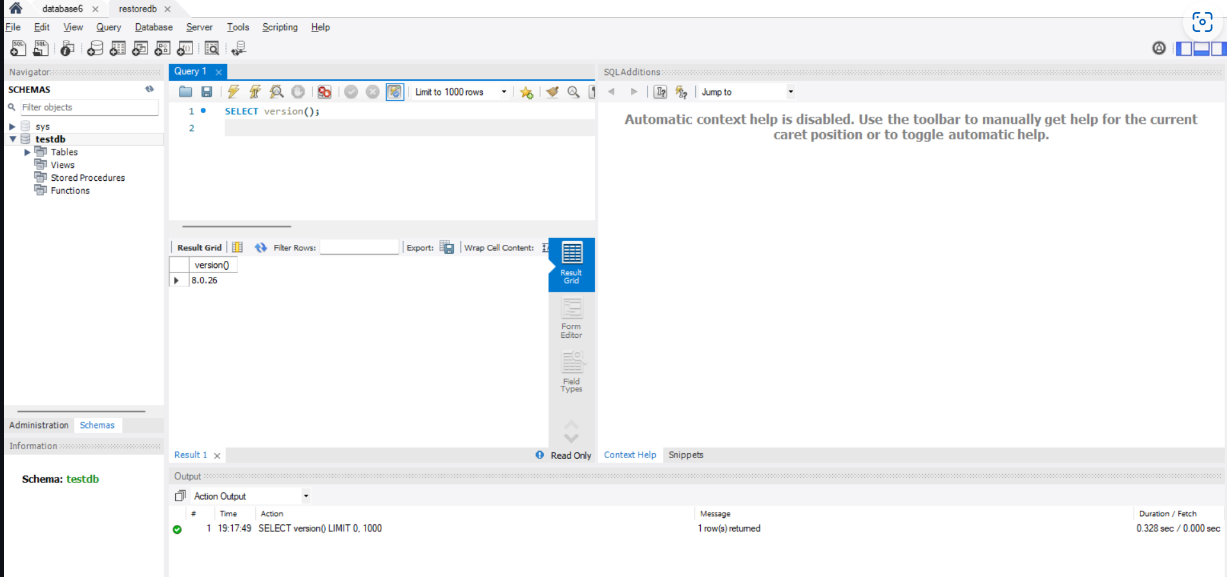 database6 × restoredb ×
File Edit View Query Database Server Tools Scripting Help
Navigator
SCHEMAS
Filter objects
sys
testdb
Tables
Views
Stored Procedures
Functions
Administration Schemas
Information
Schema: testdb
Query 1 ×
Limit to 1000 rows
1 SELECT version();
2
Result Grid Filter Rows: Export: Wrap Cell Content:
version()
8.0.26
Result
Grid
Form
Editor
Field
Types
Result 1 × Read Only
SQLAdditions
Jump to
Automatic context help is disabled. Use the toolbar to manually get help for the current
caret position or to toggle automatic help.
Context Help Snippets
Output
Action Output
# Time Action Message Duration / Fetch
1 19:17:49 SELECT version() LIMIT 0, 1000 1 row(s) returned 0.328 sec / 0.000 sec